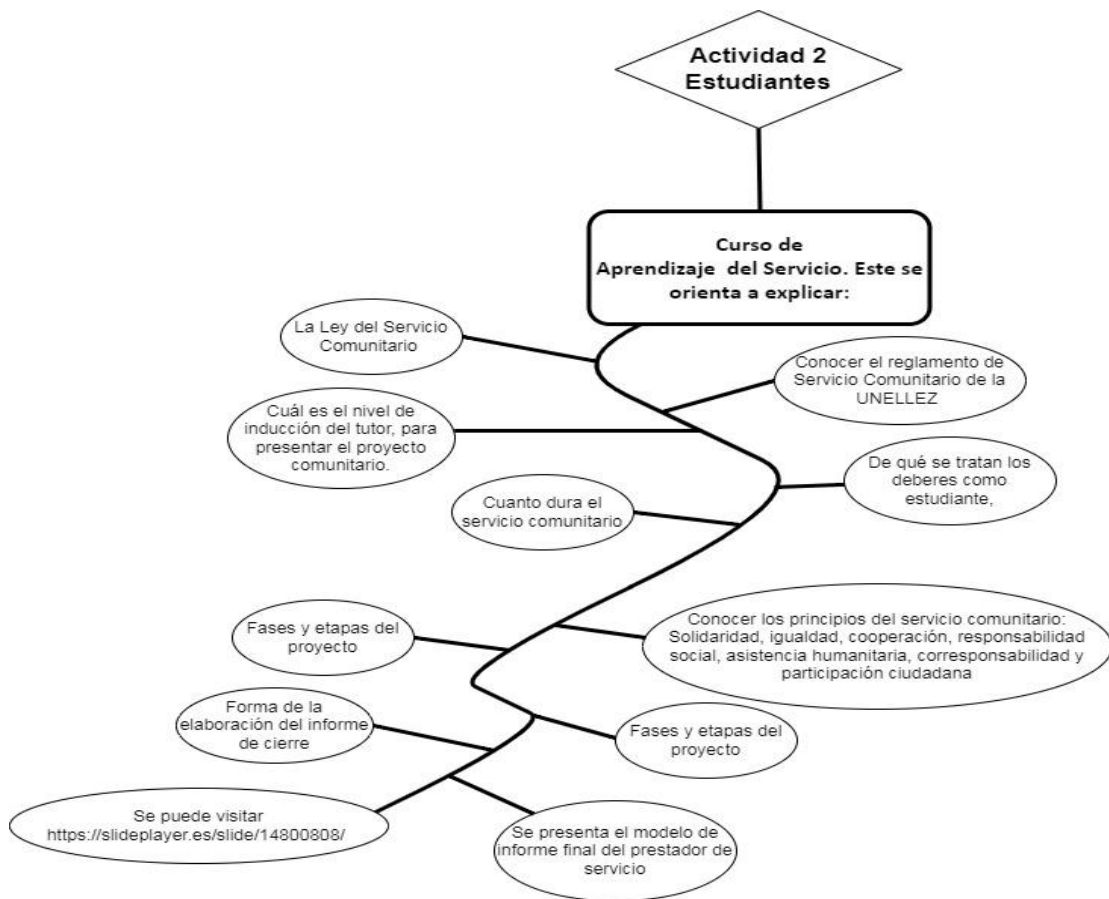 Actividad 2
Estudiantes
Curso de
Aprendizaje del Servicio. Este se
orienta a explicar:
La Ley del Servicio
Comunitario
Conocer el reglamento de
Servicio Comunitario de la
UNELLEZ
Cuál es el nivel de
inducción del tutor, para
presentar el proyecto
comunitario.
De qué se tratan los
deberes como
estudiante,
Cuanto dura el
servicio comunitario
Conocer los principios del servicio comunitario:
Solidaridad, igualdad, cooperación, responsabilidad
social, asistencia humanitaria, corresponsabilidad y
participación ciudadana
Fases y etapas del
proyecto
Forma de la
elaboración del informe
de cierre
Fases y etapas del
proyecto
Se puede visitar
https://slideplayer.es/slide/14800808/
Se presenta el modelo de
informe final del prestador de
servicio